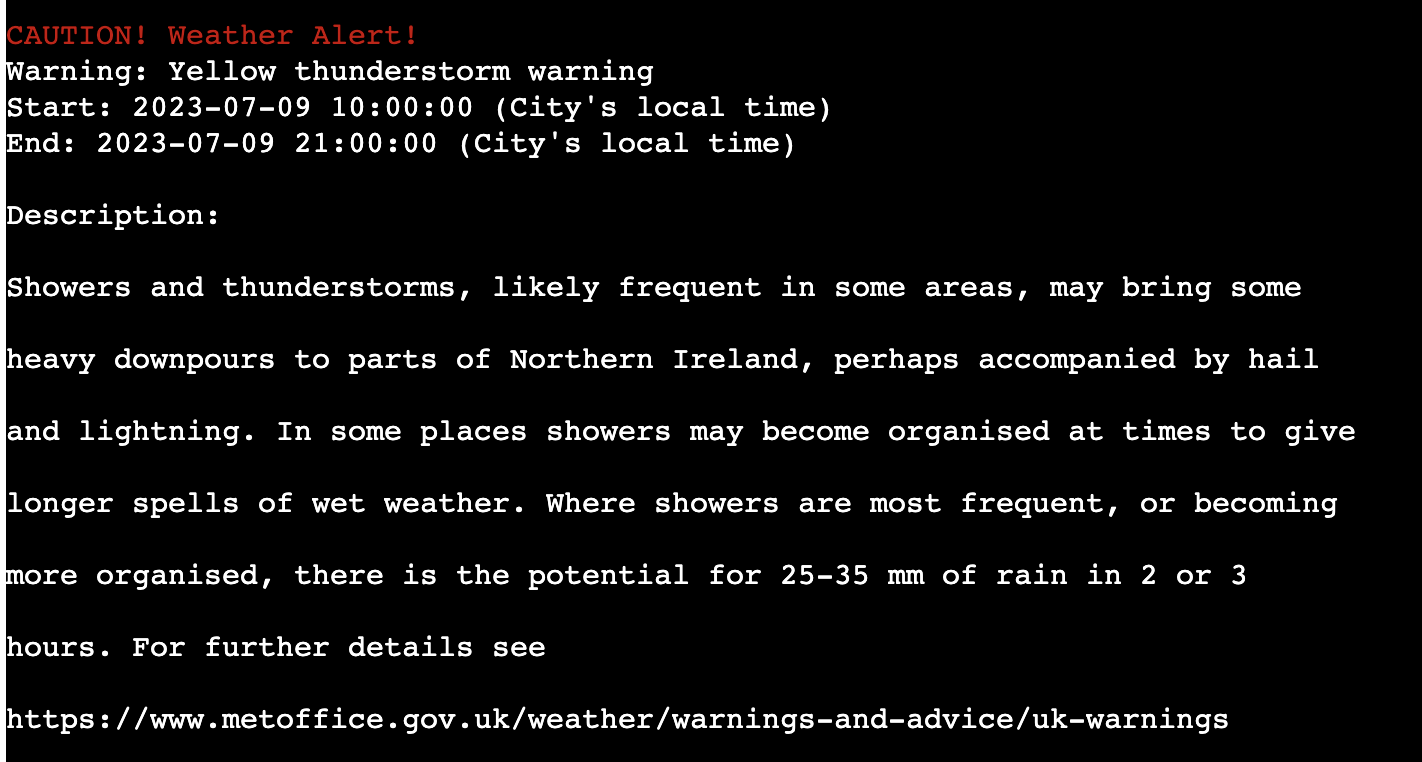 CAUTION! Weather Alert!
Warning: Yellow thunderstorm warning
Start: 2023-07-09 10:00:00 (City's local time)
End: 2023-07-09 21:00:00 (City's local time)
Description:
Showers and thunderstorms, likely frequent in some areas, may bring some
heavy downpours to parts of Northern Ireland, perhaps accompanied by hail
and lightning. In some places showers may become organised at times to give
longer spells of wet weather. Where showers are most frequent, or becoming
more organised, there is the potential for 25-35 mm of rain in 2 or 3
hours. For further details see
https://www.metoffice.gov.uk/weather/warnings-and-advice/uk-warnings